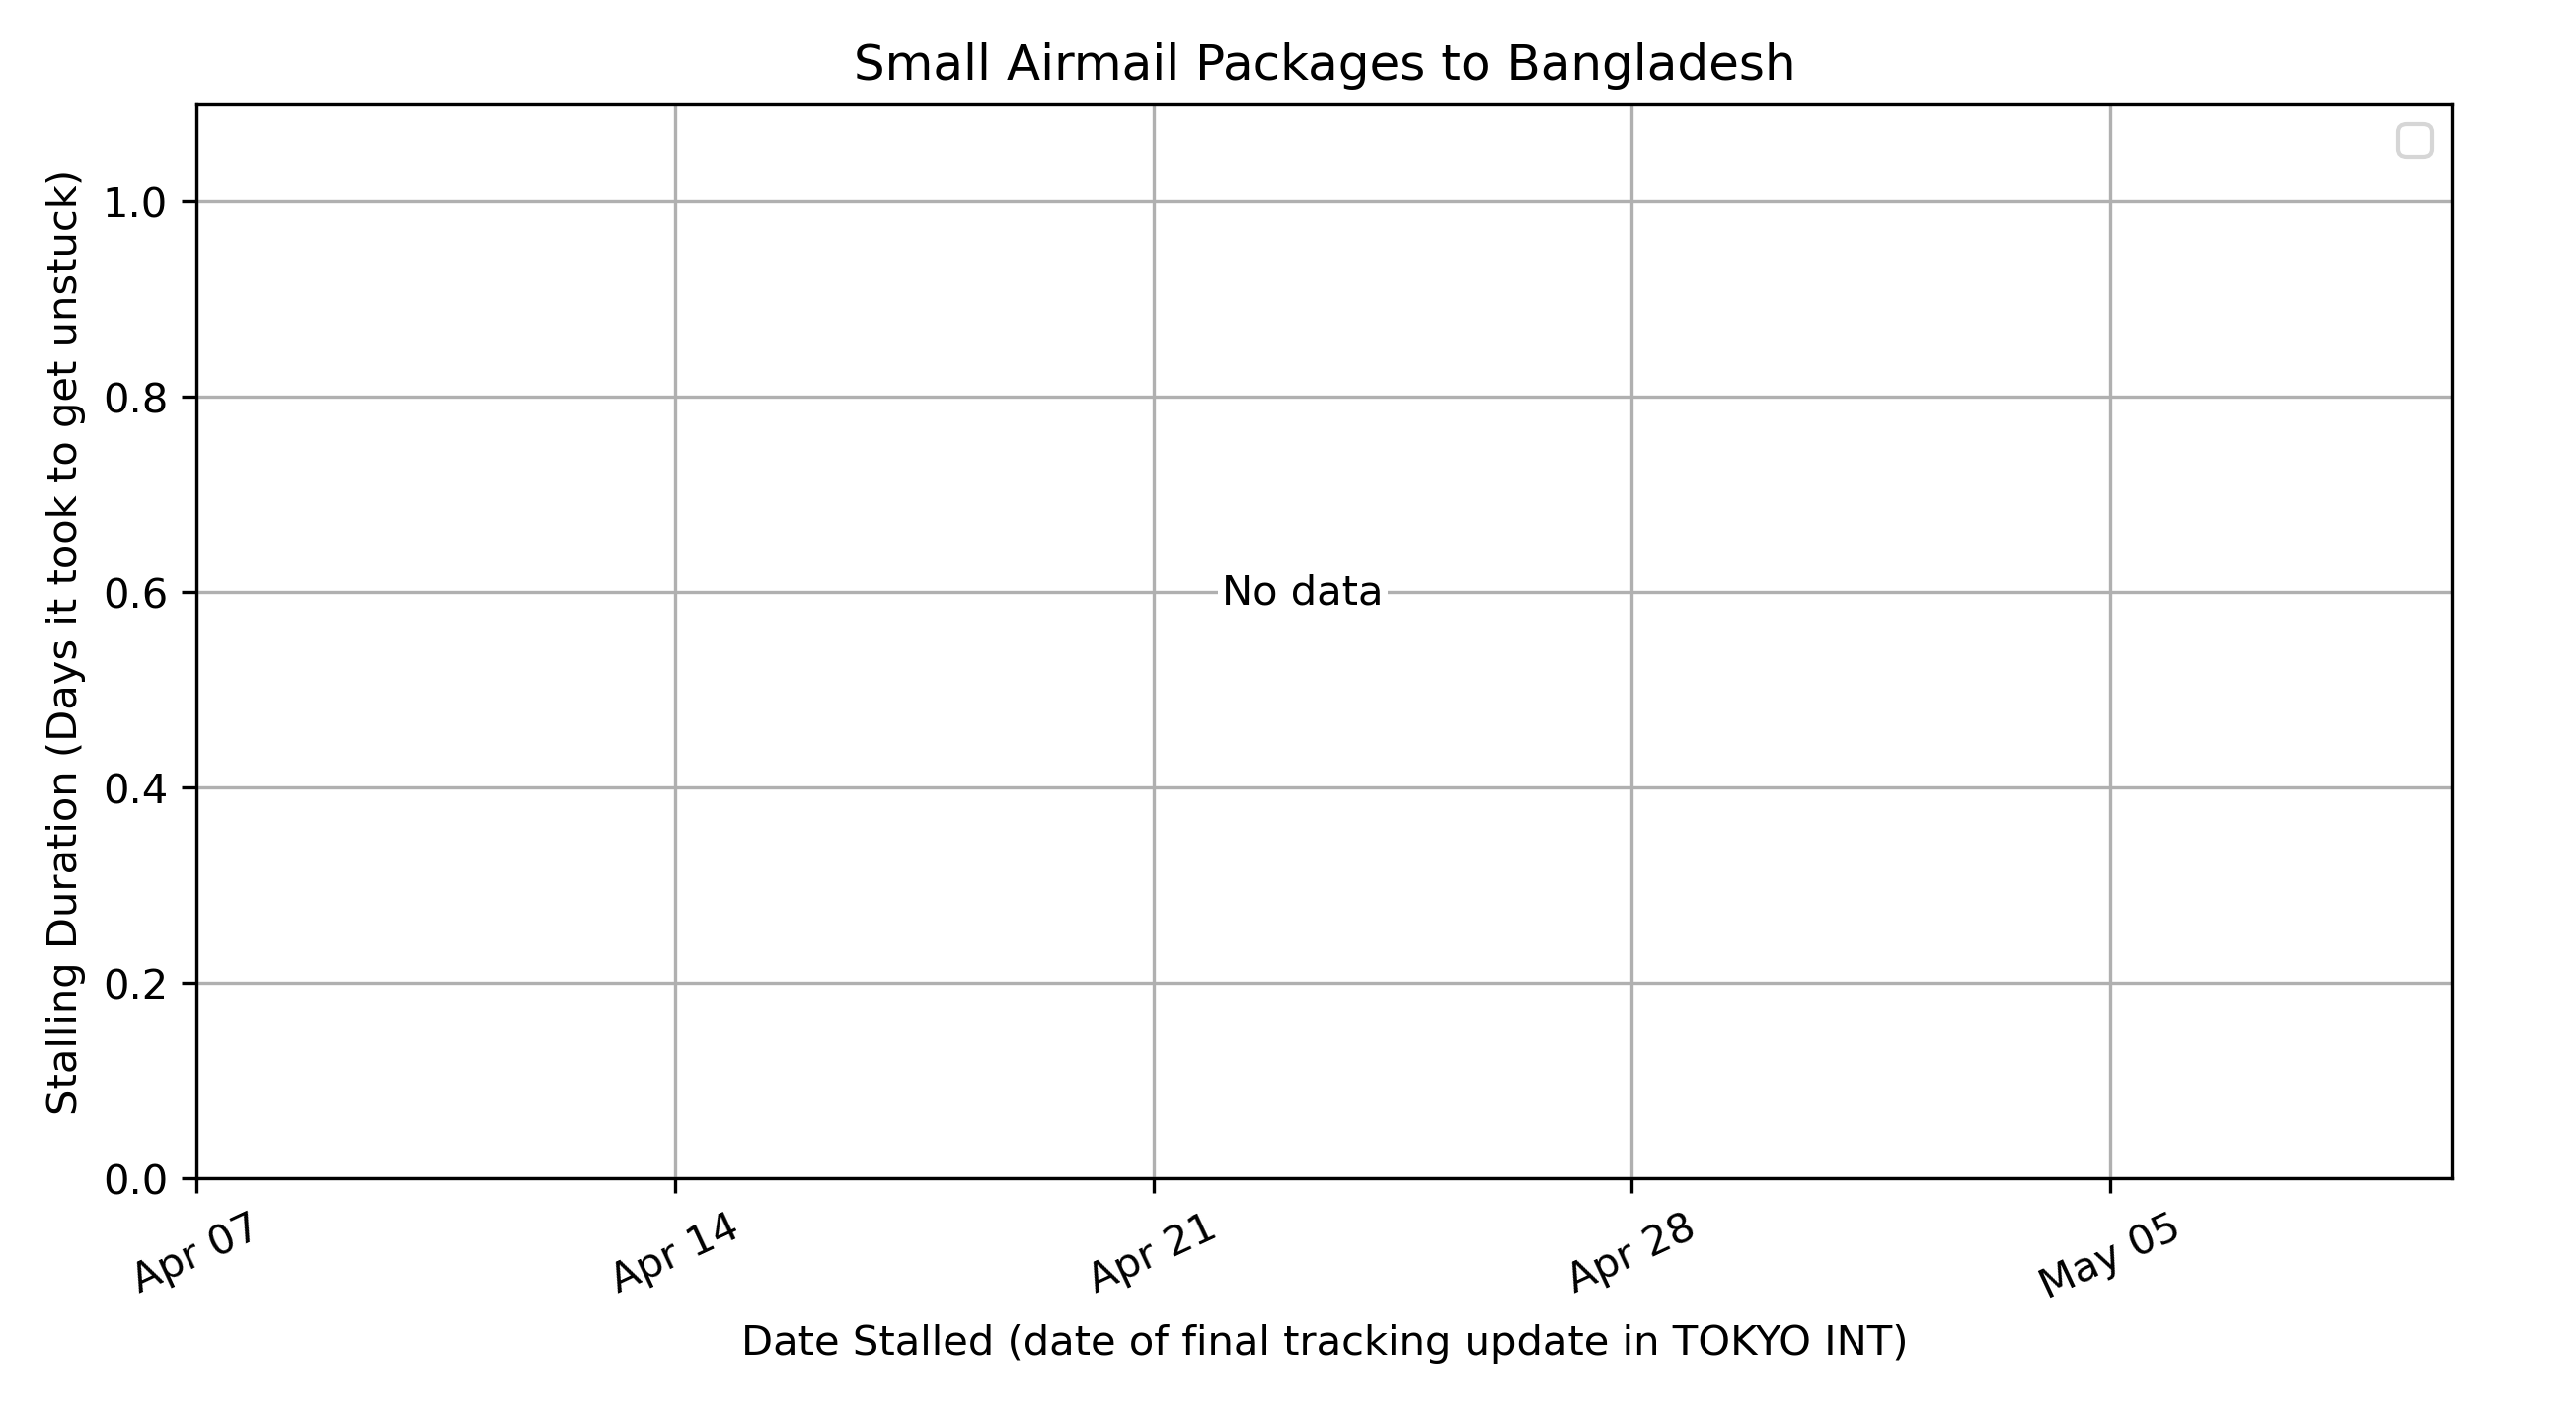 Small Airmail Packages to Bangladesh
Stalling Duration (Days it took to get unstuck)
1.0
0.8
0.6
0.4
0.2
0.0
No data
Apr 07
Apr 14
Apr 21
Apr 28
May 05
Date Stalled (date of final tracking update in TOKYO INT)